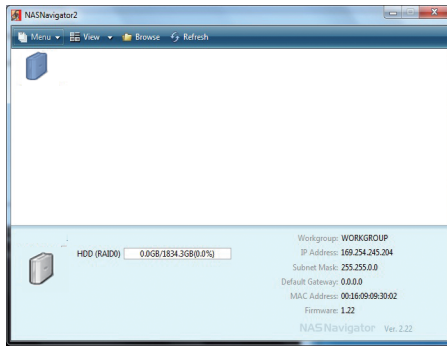 NASNavigator2
Menu View Browse Refresh
HDD (RAID0) 0.0GB/1834.3GB(0.0%)
Workgroup: WORKGROUP
IP Address: 169.254.245.204
Subnet Mask: 255.255.0.0
Default Gateway: 0.0.0.0
MAC Address: 00:16:09:09:30:02
Firmware: 1.22
NAS Navigator Ver. 2.22